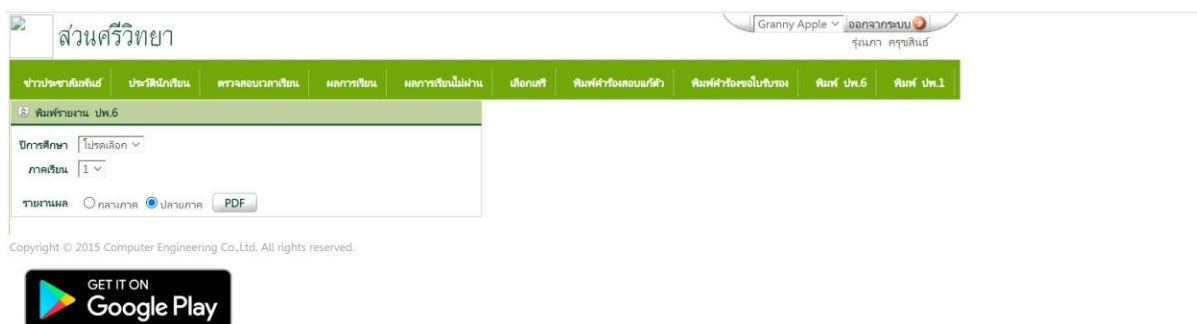 ส่วนศรีวิทยา
Granny Apple ออกจากระบบ
รุ่งนภา ครุฑสินธ์
ข่าวประชาสัมพันธ์ ประวัตินักเรียน ตรวจสอบเวลาเรียน ผลการเรียน ผลการเรียนไม่ผ่าน เลือกเสรี พิมพ์คำร้องสอบแก้ตัว พิมพ์คำร้องขอใบรับรอง พิมพ์ ปพ.6 พิมพ์ ปพ.1
พิมพ์รายงาน ปพ.6
ปีการศึกษา โปรดเลือก
ภาคเรียน 1
รายงานผล กลางภาค ปลายภาค PDF
Copyright © 2015 Computer Engineering Co.,Ltd. All rights reserved.
GET IT ON
Google Play